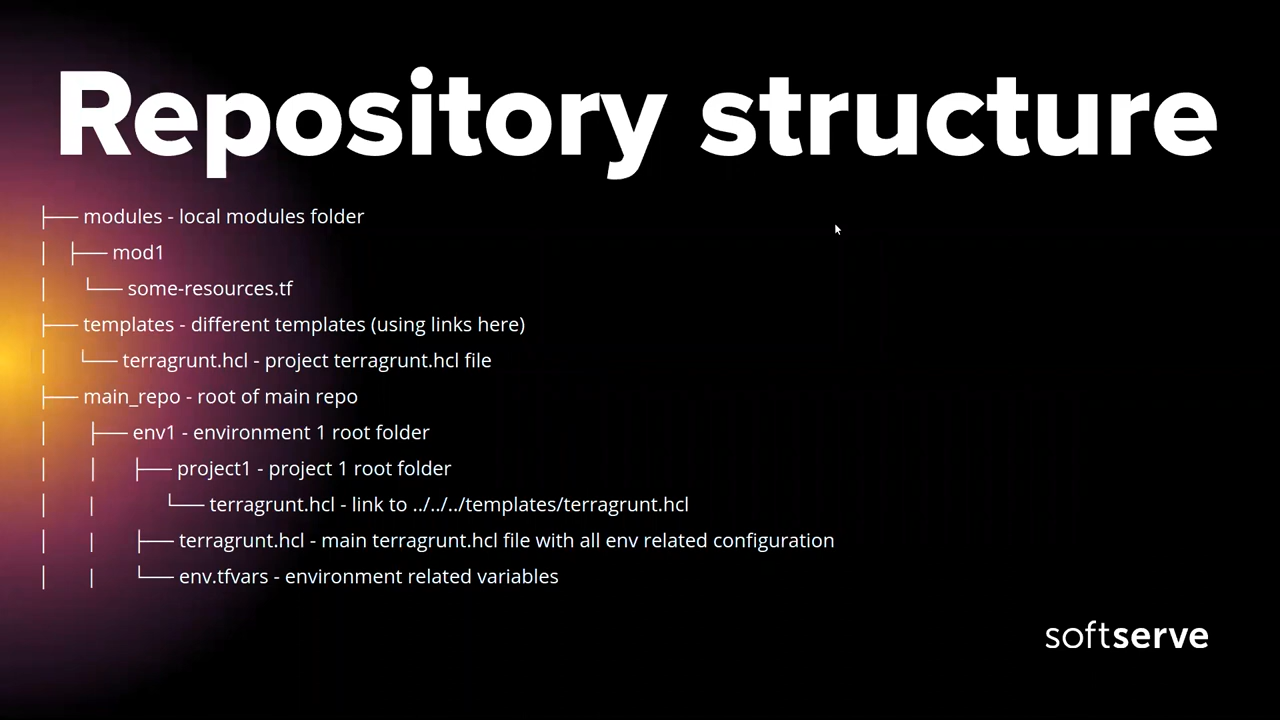 Repository structure
├── modules - local modules folder
│ ├── mod1
│ └── some-resources.tf
├── templates - different templates (using links here)
│ └── terragrunt.hcl - project terragrunt.hcl file
├── main_repo - root of main repo
│ ├── env1 - environment 1 root folder
│ │ ├── project1 - project 1 root folder
│ │ └── terragrunt.hcl - link to ../../../templates/terragrunt.hcl
│ │ ├── terragrunt.hcl - main terragrunt.hcl file with all env related configuration
│ │ └── env.tfvars - environment related variables
softserve